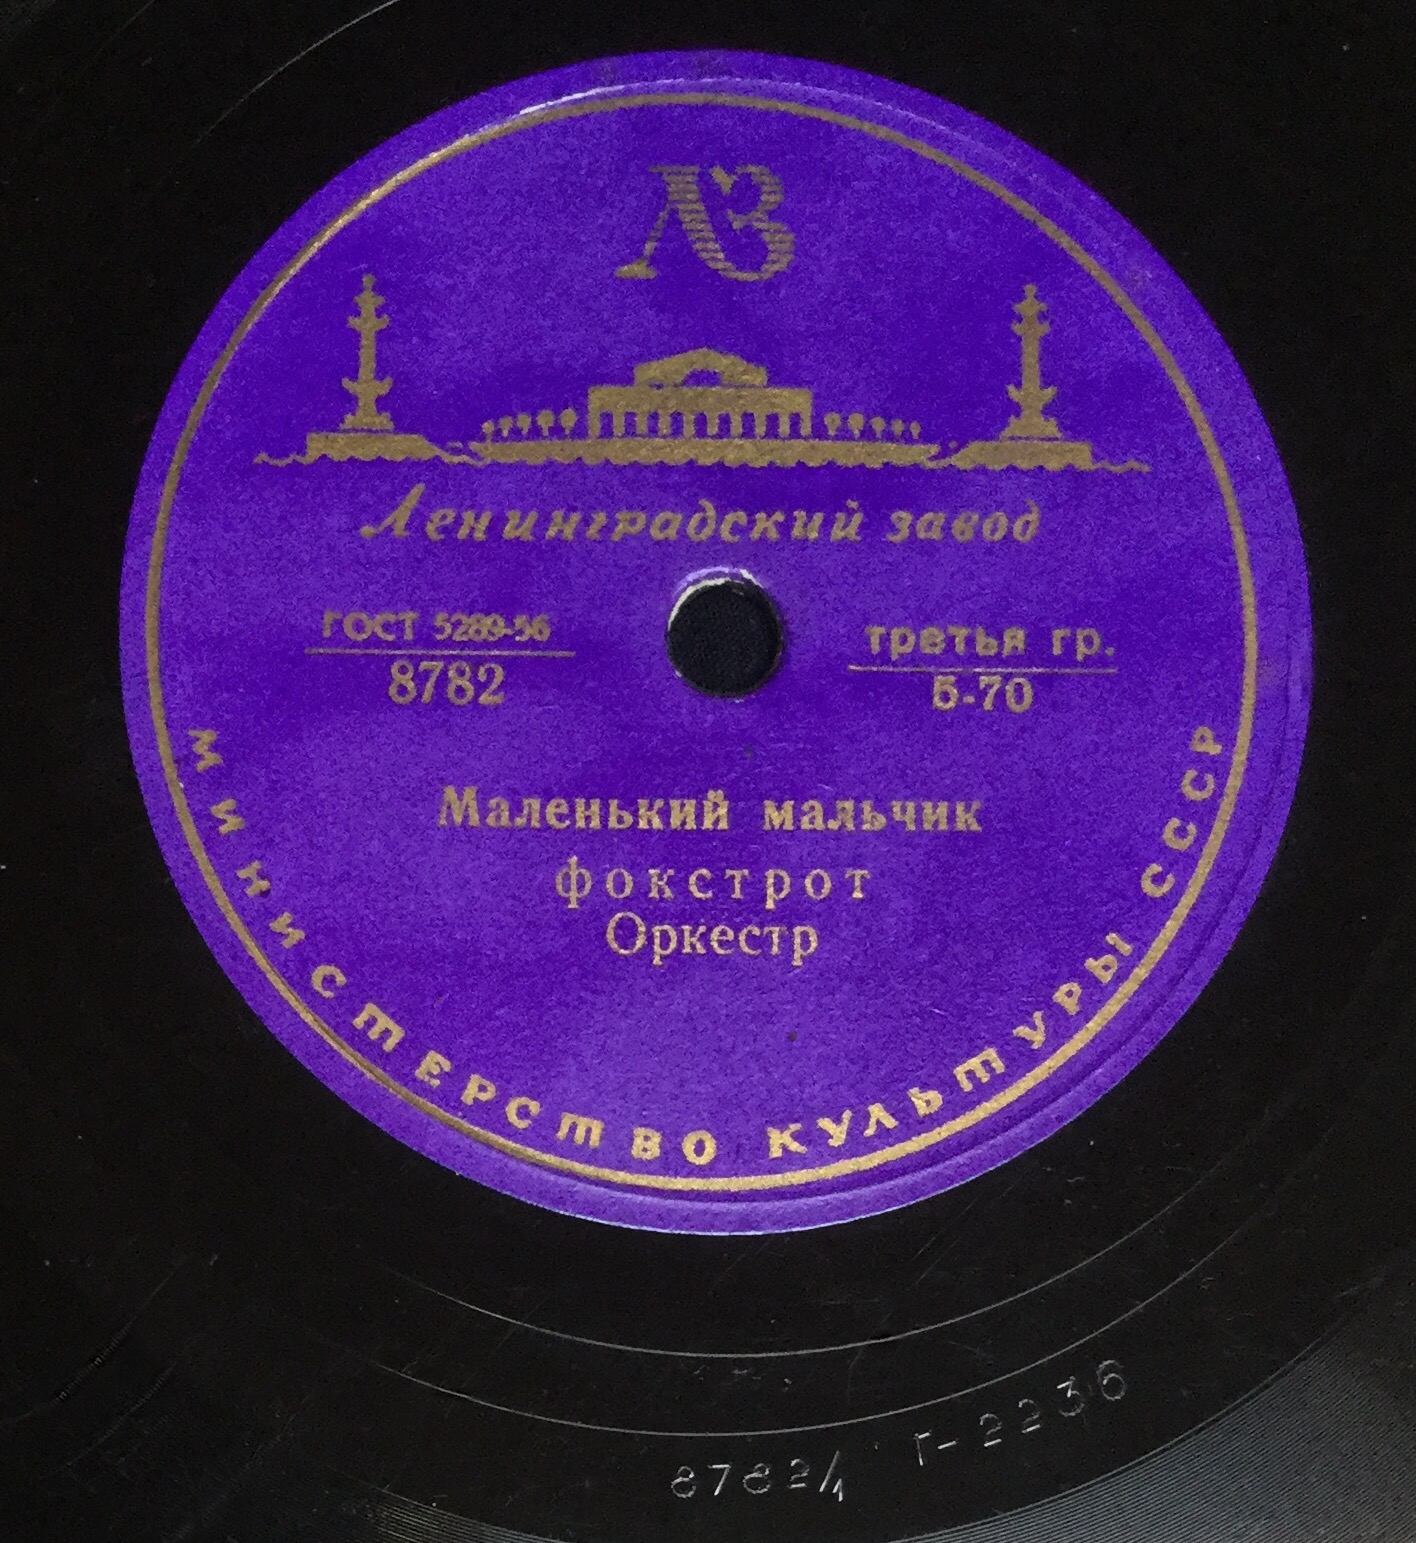 ЛЗ
Ленинградский завод
ГОСТ 5289-56
8782
третья гр.
Б-70
Маленький мальчик
фокстрот
Оркестр
МИНИСТЕРСТВО КУЛЬТУРЫ СССР
8782/1 Г-2236